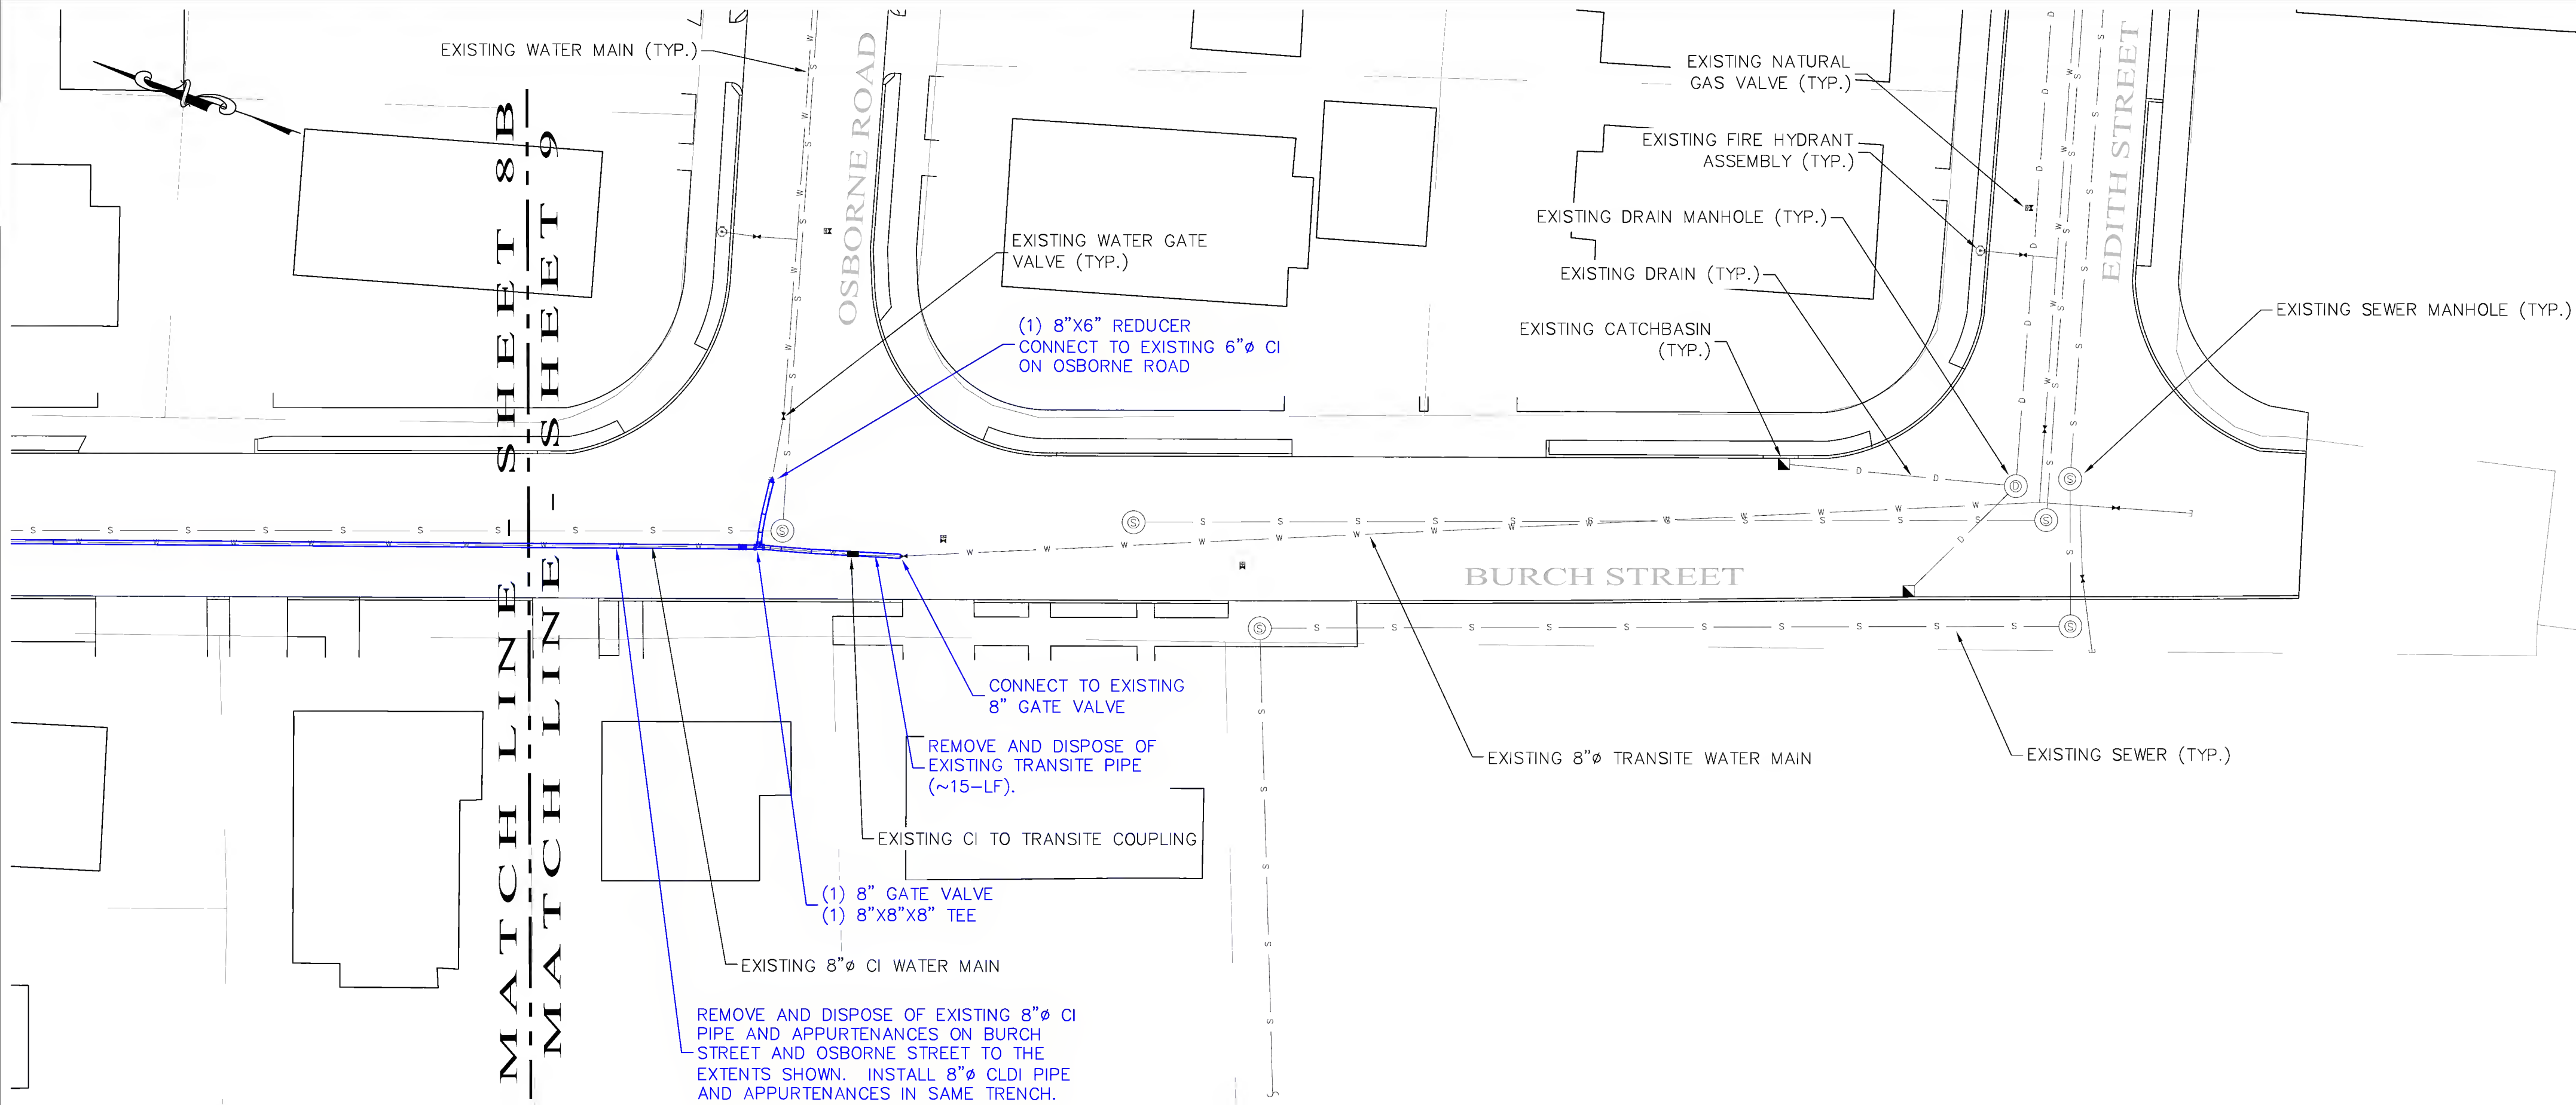 EXISTING WATER MAIN (TYP.)
OSBORNE ROAD
EXISTING NATURAL
GAS VALVE (TYP.)
EDITH STREET
EXISTING FIRE HYDRANT
ASSEMBLY (TYP.)
EXISTING DRAIN MANHOLE (TYP.)
EXISTING WATER GATE
VALVE (TYP.)
EXISTING DRAIN (TYP.)
EXISTING SEWER MANHOLE (TYP.)
(1) 8"X6" REDUCER
CONNECT TO EXISTING 6"ø CI
ON OSBORNE ROAD
EXISTING CATCHBASIN
(TYP.)
MATCH LINE - SHEET 8B
MATCH LINE - SHEET 9
BURCH STREET
CONNECT TO EXISTING
8" GATE VALVE
REMOVE AND DISPOSE OF
EXISTING TRANSITE PIPE
(~15-LF).
EXISTING 8"ø TRANSITE WATER MAIN
EXISTING SEWER (TYP.)
EXISTING CI TO TRANSITE COUPLING
(1) 8" GATE VALVE
(1) 8"X8"X8" TEE
EXISTING 8"ø CI WATER MAIN
REMOVE AND DISPOSE OF EXISTING 8"ø CI
PIPE AND APPURTENANCES ON BURCH
STREET AND OSBORNE STREET TO THE
EXTENTS SHOWN. INSTALL 8"ø CLDI PIPE
AND APPURTENANCES IN SAME TRENCH.